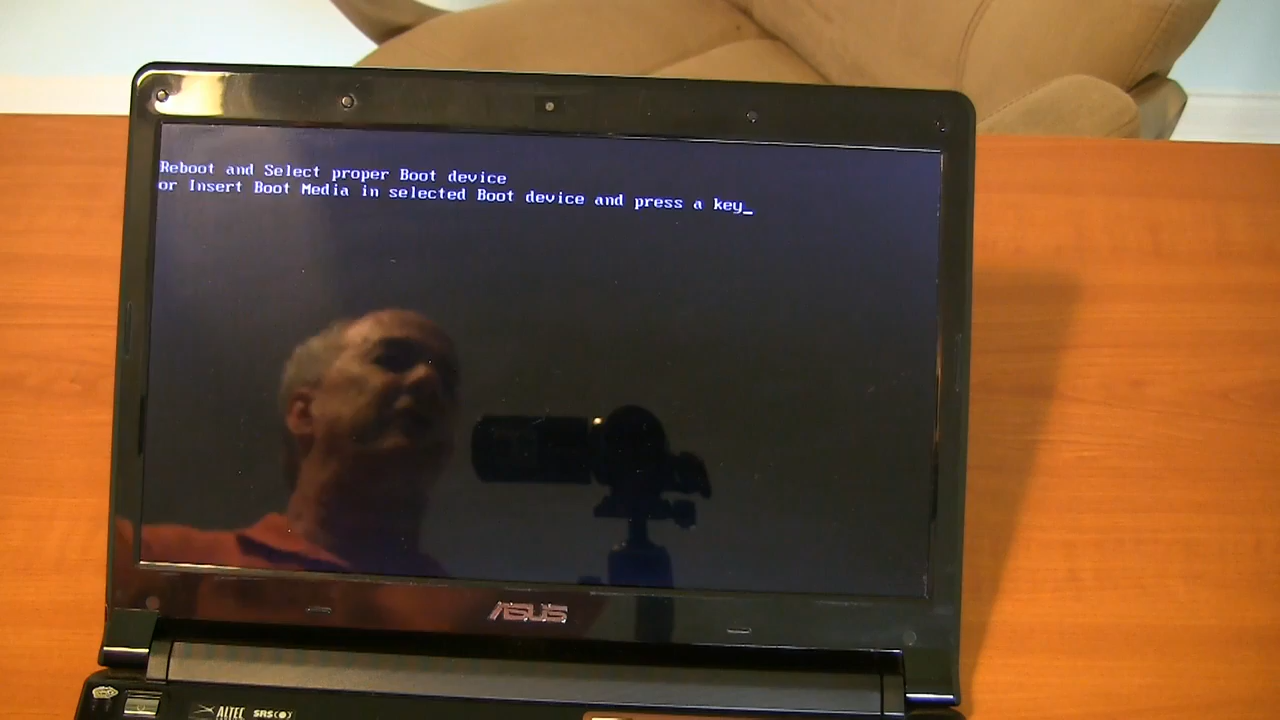 Reboot and Select proper Boot device
or Insert Boot Media in selected Boot device and press a key_
ASUS
ALTEC
SRS